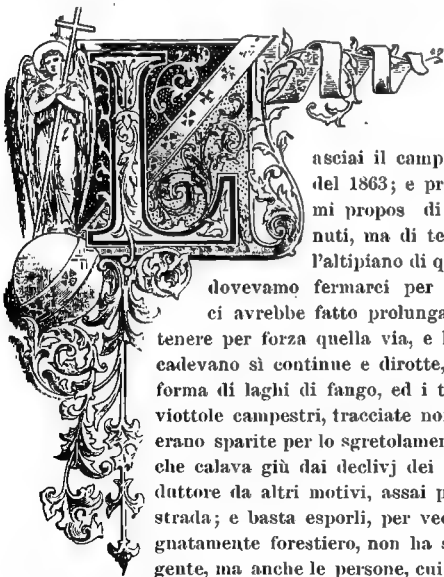 Lasciai il camp
del 1863; e pr
mi propos di
nuti, ma di te
l'altipiano di q
dovevamo fermarci per
ci avrebbe fatto prolunga
tenere per forza quella via, e l
cadevano sì continue e dirotte,
forma di laghi di fango, ed i t
viottole campestri, tracciate no
erano sparite per lo sgretolamen
che calava giù dai declivj dei
duttore da altri motivi, assai p
strada; e basta esporli, per ved
gnatamente forestiero, non ha s
gente, ma anche le persone, cui